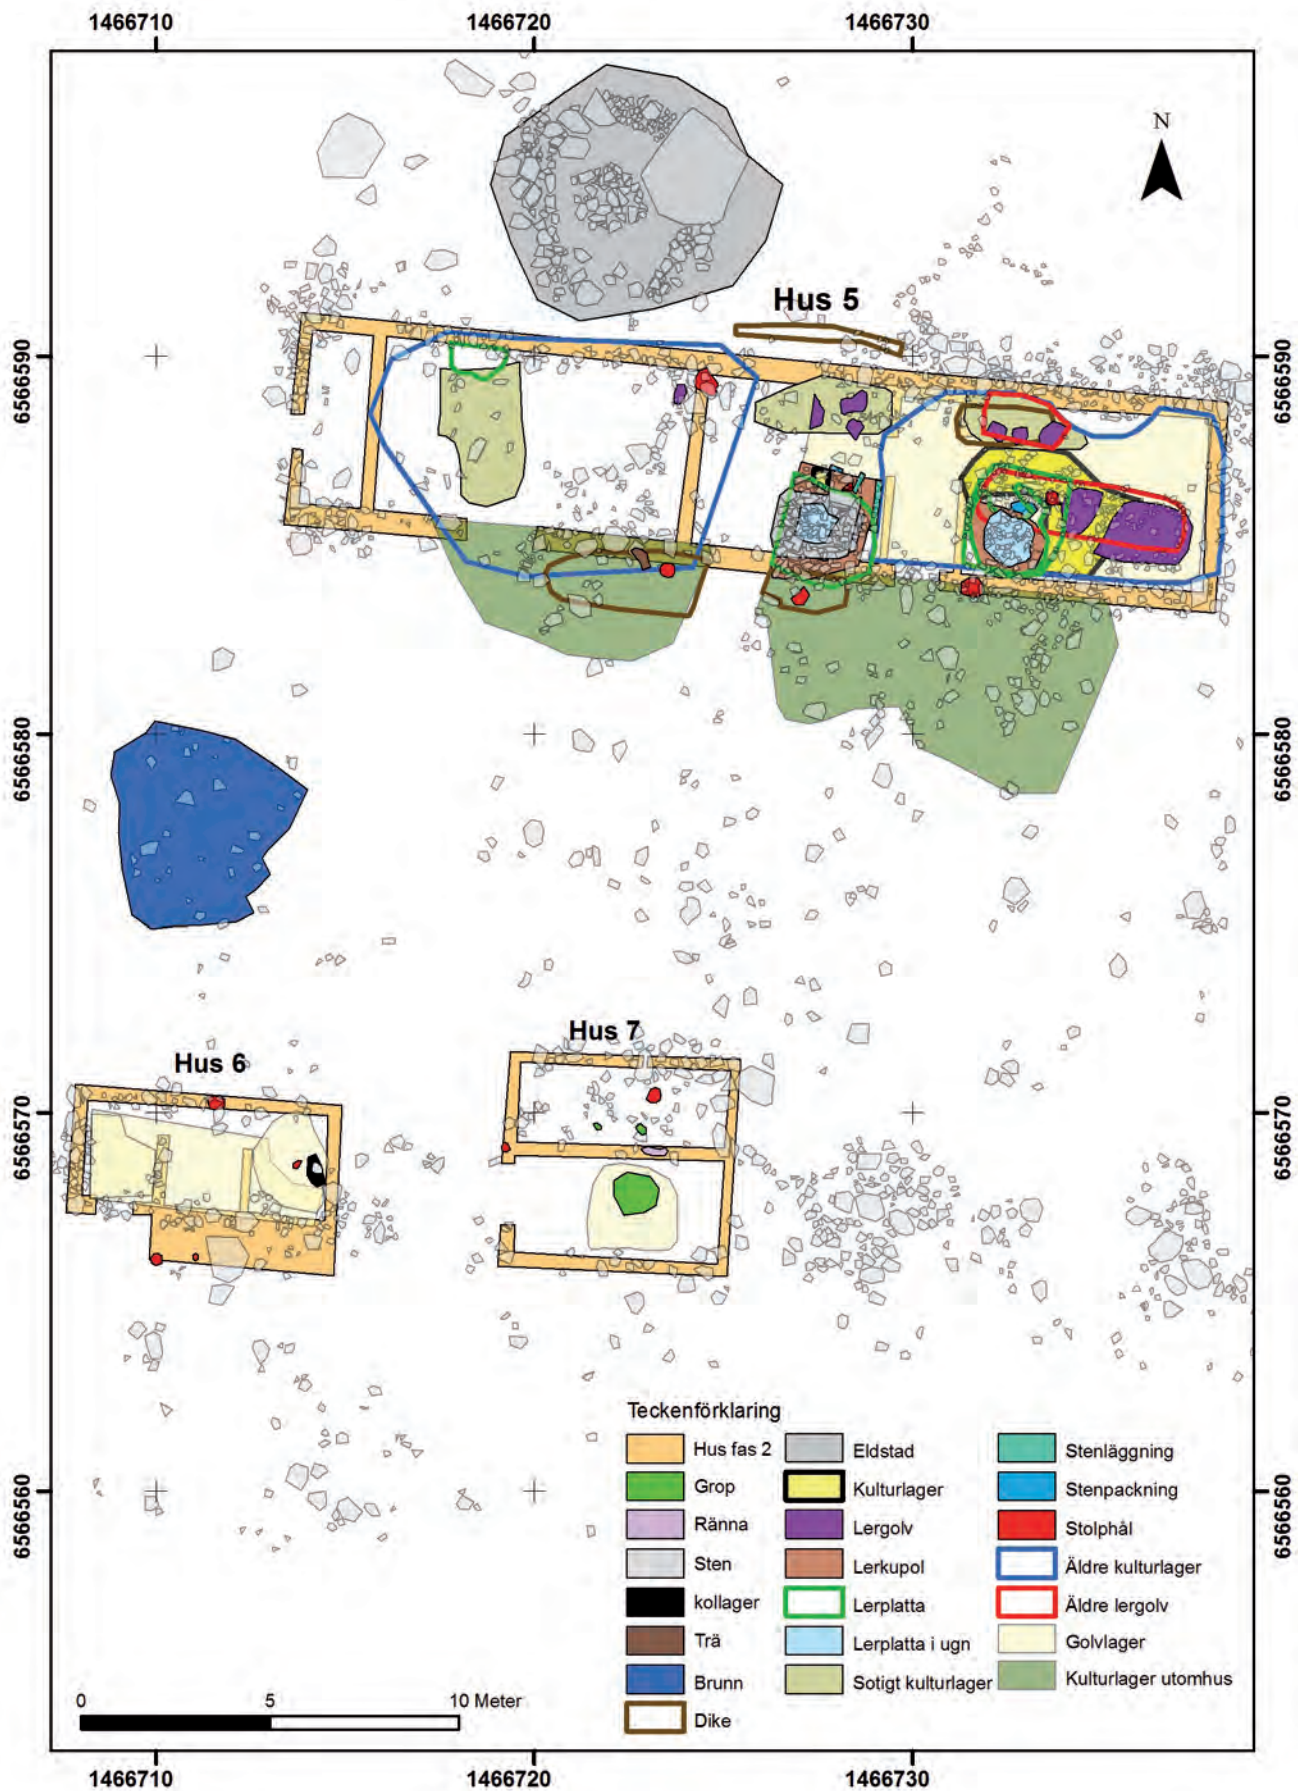 1466710 1466720 1466730
N
Hus 5
6566590 6566590
6566580 6566580
Hus 7
Hus 6
6566570 6566570
Teckenförklaring
Hus fas 2 Eldstad Stenläggning
Grop Kulturlager Stenpackning
Ränna Lergolv Stolphål
Sten Lerkupol Äldre kulturlager
kollager Lerplatta Äldre lergolv
Trä Lerplatta i ugn Golvlager
Brunn Sotigt kulturlager Kulturlager utomhus
Dike
6566560 6566560
0 5 10 Meter
1466710 1466720 1466730